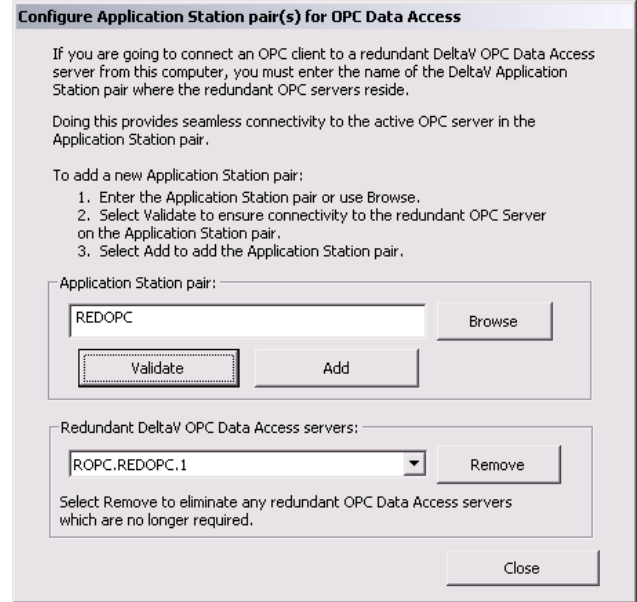 Configure Application Station pair(s) for OPC Data Access
If you are going to connect an OPC client to a redundant DeltaV OPC Data Access
server from this computer, you must enter the name of the DeltaV Application
Station pair where the redundant OPC servers reside.
Doing this provides seamless connectivity to the active OPC server in the
Application Station pair.
To add a new Application Station pair:
1. Enter the Application Station pair or use Browse.
2. Select Validate to ensure connectivity to the redundant OPC Server
on the Application Station pair.
3. Select Add to add the Application Station pair.
Application Station pair:
REDOPC
Browse
Validate
Add
Redundant DeltaV OPC Data Access servers:
ROPC.REDOPC.1
Remove
Select Remove to eliminate any redundant OPC Data Access servers
which are no longer required.
Close